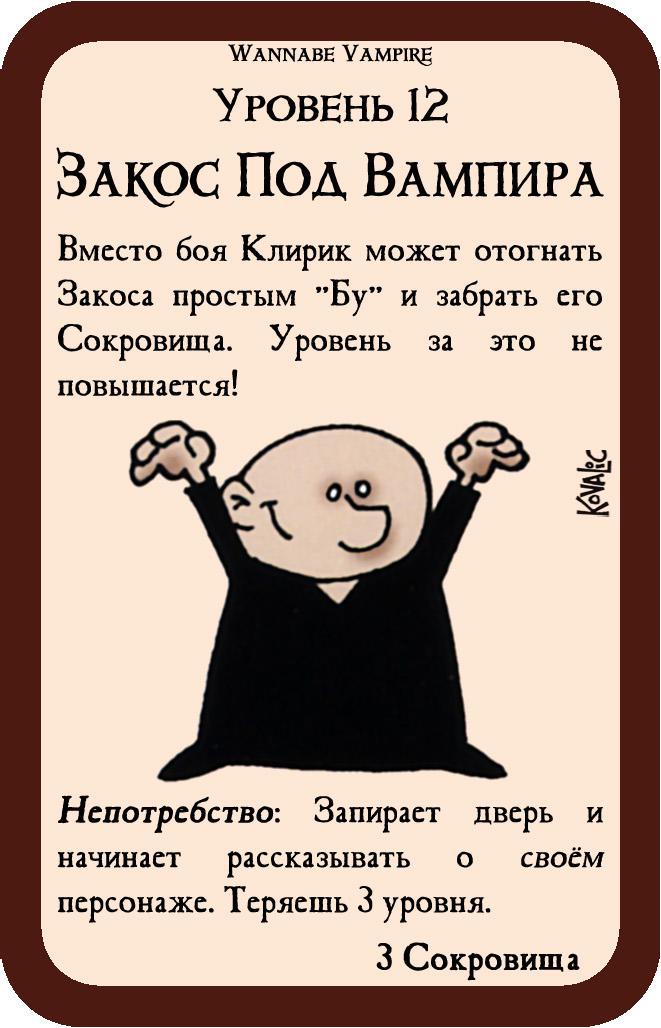 Wannabe Vampire
Уровень 12
Закос Под Вампира
Вместо боя Клирик может отогнать
Закоса простым "Бу" и забрать его
Сокровища. Уровень за это не
повышается!
Kovalic
Непотребство: Запирает дверь и
начинает рассказывать о своём
персонаже. Теряешь 3 уровня.
3 Сокровища